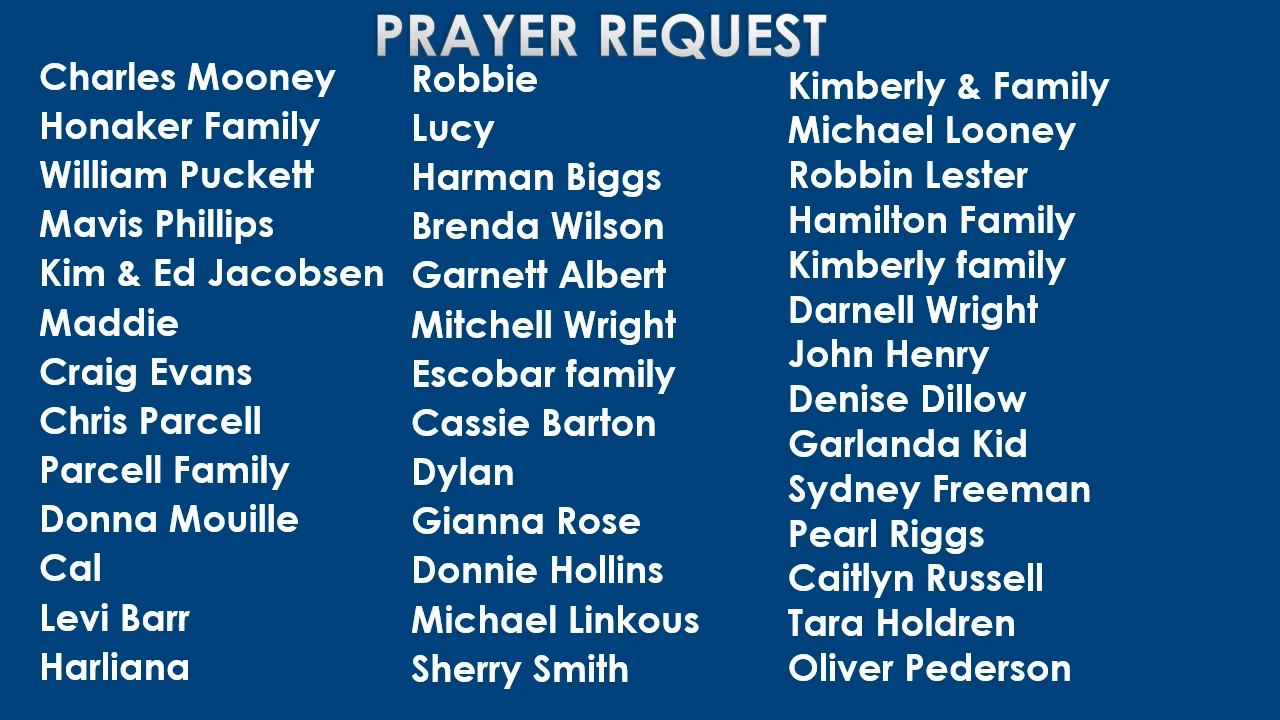 PRAYER REQUEST
Charles Mooney
Honaker Family
William Puckett
Mavis Phillips
Kim & Ed Jacobsen
Maddie
Craig Evans
Chris Parcell
Parcell Family
Donna Mouille
Cal
Levi Barr
Harliana
Robbie
Lucy
Harman Biggs
Brenda Wilson
Garnett Albert
Mitchell Wright
Escobar family
Cassie Barton
Dylan
Gianna Rose
Donnie Hollins
Michael Linkous
Sherry Smith
Kimberly & Family
Michael Looney
Robbin Lester
Hamilton Family
Kimberly family
Darnell Wright
John Henry
Denise Dillow
Garlanda Kid
Sydney Freeman
Pearl Riggs
Caitlyn Russell
Tara Holdren
Oliver Pederson